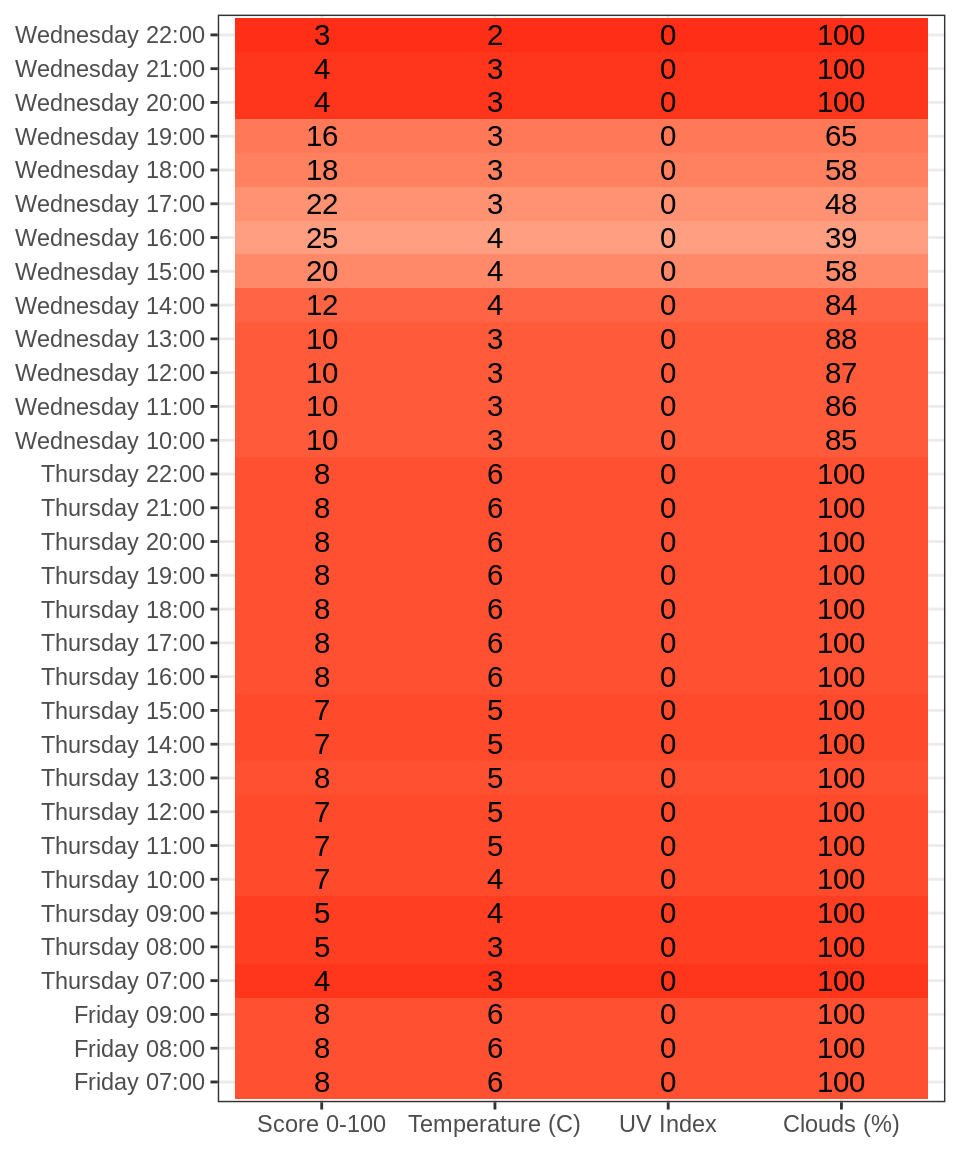 Wednesday 22:00 3 2 0 100
Wednesday 21:00 4 3 0 100
Wednesday 20:00 4 3 0 100
Wednesday 19:00 16 3 0 65
Wednesday 18:00 18 3 0 58
Wednesday 17:00 22 3 0 48
Wednesday 16:00 25 4 0 39
Wednesday 15:00 20 4 0 58
Wednesday 14:00 12 4 0 84
Wednesday 13:00 10 3 0 88
Wednesday 12:00 10 3 0 87
Wednesday 11:00 10 3 0 86
Wednesday 10:00 10 3 0 85
Thursday 22:00 8 6 0 100
Thursday 21:00 8 6 0 100
Thursday 20:00 8 6 0 100
Thursday 19:00 8 6 0 100
Thursday 18:00 8 6 0 100
Thursday 17:00 8 6 0 100
Thursday 16:00 8 6 0 100
Thursday 15:00 7 5 0 100
Thursday 14:00 7 5 0 100
Thursday 13:00 8 5 0 100
Thursday 12:00 7 5 0 100
Thursday 11:00 7 5 0 100
Thursday 10:00 7 4 0 100
Thursday 09:00 5 4 0 100
Thursday 08:00 5 3 0 100
Thursday 07:00 4 3 0 100
Friday 09:00 8 6 0 100
Friday 08:00 8 6 0 100
Friday 07:00 8 6 0 100
Score 0-100 Temperature (C) UV Index Clouds (%)